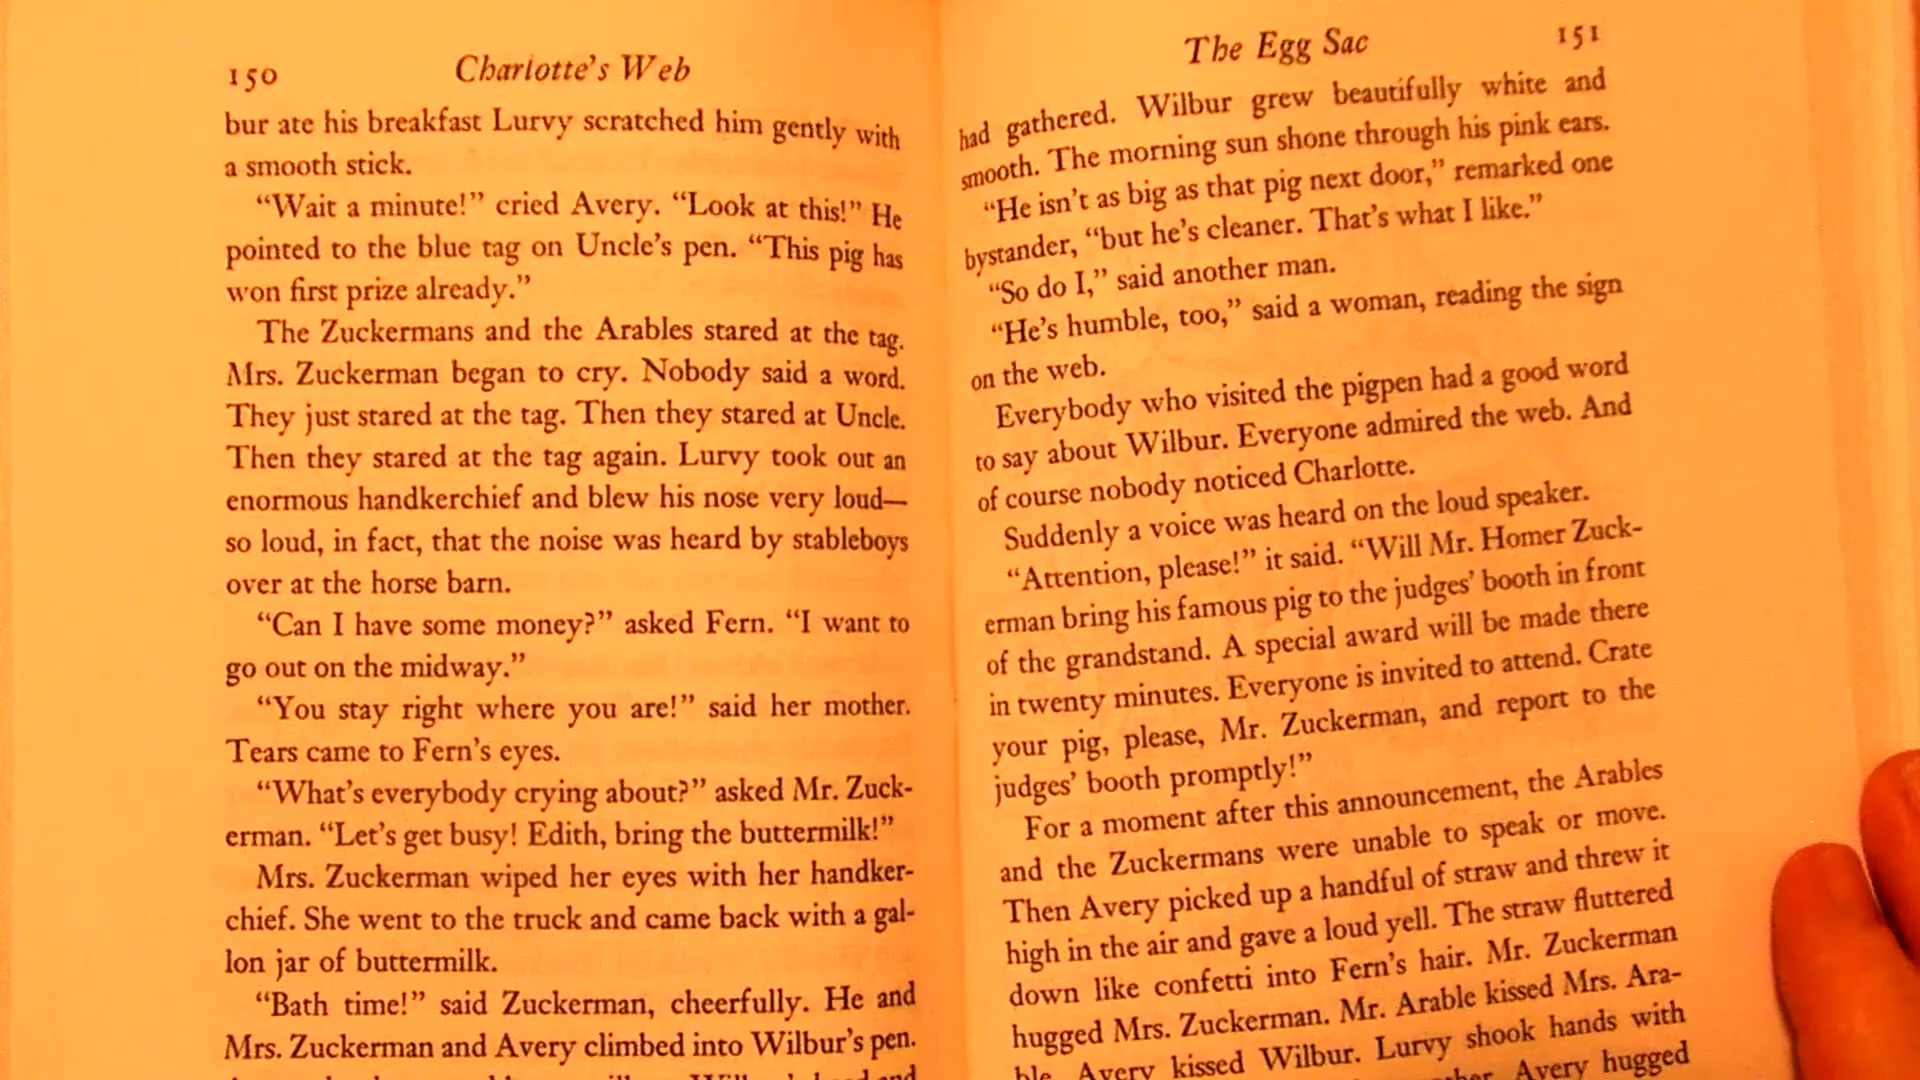 150
Charlotte's Web
bur ate his breakfast Lurvy scratched him gently with
a smooth stick.
“Wait a minute!” cried Avery. “Look at this!” He
pointed to the blue tag on Uncle's pen. “This pig has
won first prize already.”
The Zuckermans and the Arables stared at the tag.
Mrs. Zuckerman began to cry. Nobody said a word.
They just stared at the tag. Then they stared at Uncle.
Then they stared at the tag again. Lurvy took out an
enormous handkerchief and blew his nose very loud—
so loud, in fact, that the noise was heard by stableboys
over at the horse barn.
“Can I have some money?” asked Fern. “I want to
go out on the midway.”
“You stay right where you are!” said her mother.
Tears came to Fern's eyes.
“What's everybody crying about?” asked Mr. Zuck-
erman. “Let's get busy! Edith, bring the buttermilk!”
Mrs. Zuckerman wiped her eyes with her handker-
chief. She went to the truck and came back with a gal-
lon jar of buttermilk.
“Bath time!” said Zuckerman, cheerfully. He and
Mrs. Zuckerman and Avery climbed into Wilbur's pen.
The Egg Sac
151
had gathered. Wilbur grew beautifully white and
smooth. The morning sun shone through his pink ears.
“He isn't as big as that pig next door,” remarked one
bystander, “but he's cleaner. That's what I like.”
“So do I,” said another man.
“He's humble, too,” said a woman, reading the sign
on the web.
Everybody who visited the pigpen had a good word
to say about Wilbur. Everyone admired the web. And
of course nobody noticed Charlotte.
Suddenly a voice was heard on the loud speaker.
“Attention, please!” it said. “Will Mr. Homer Zuck-
erman bring his famous pig to the judges' booth in front
of the grandstand. A special award will be made there
in twenty minutes. Everyone is invited to attend. Crate
your pig, please, Mr. Zuckerman, and report to the
judges' booth promptly!”
For a moment after this announcement, the Arables
and the Zuckermans were unable to speak or move.
Then Avery picked up a handful of straw and threw it
high in the air and gave a loud yell. The straw fluttered
down like confetti into Fern's hair. Mr. Zuckerman
hugged Mrs. Zuckerman. Mr. Arable kissed Mrs. Ara-
ble. Avery kissed Wilbur. Lurvy shook hands with
Avery hugged